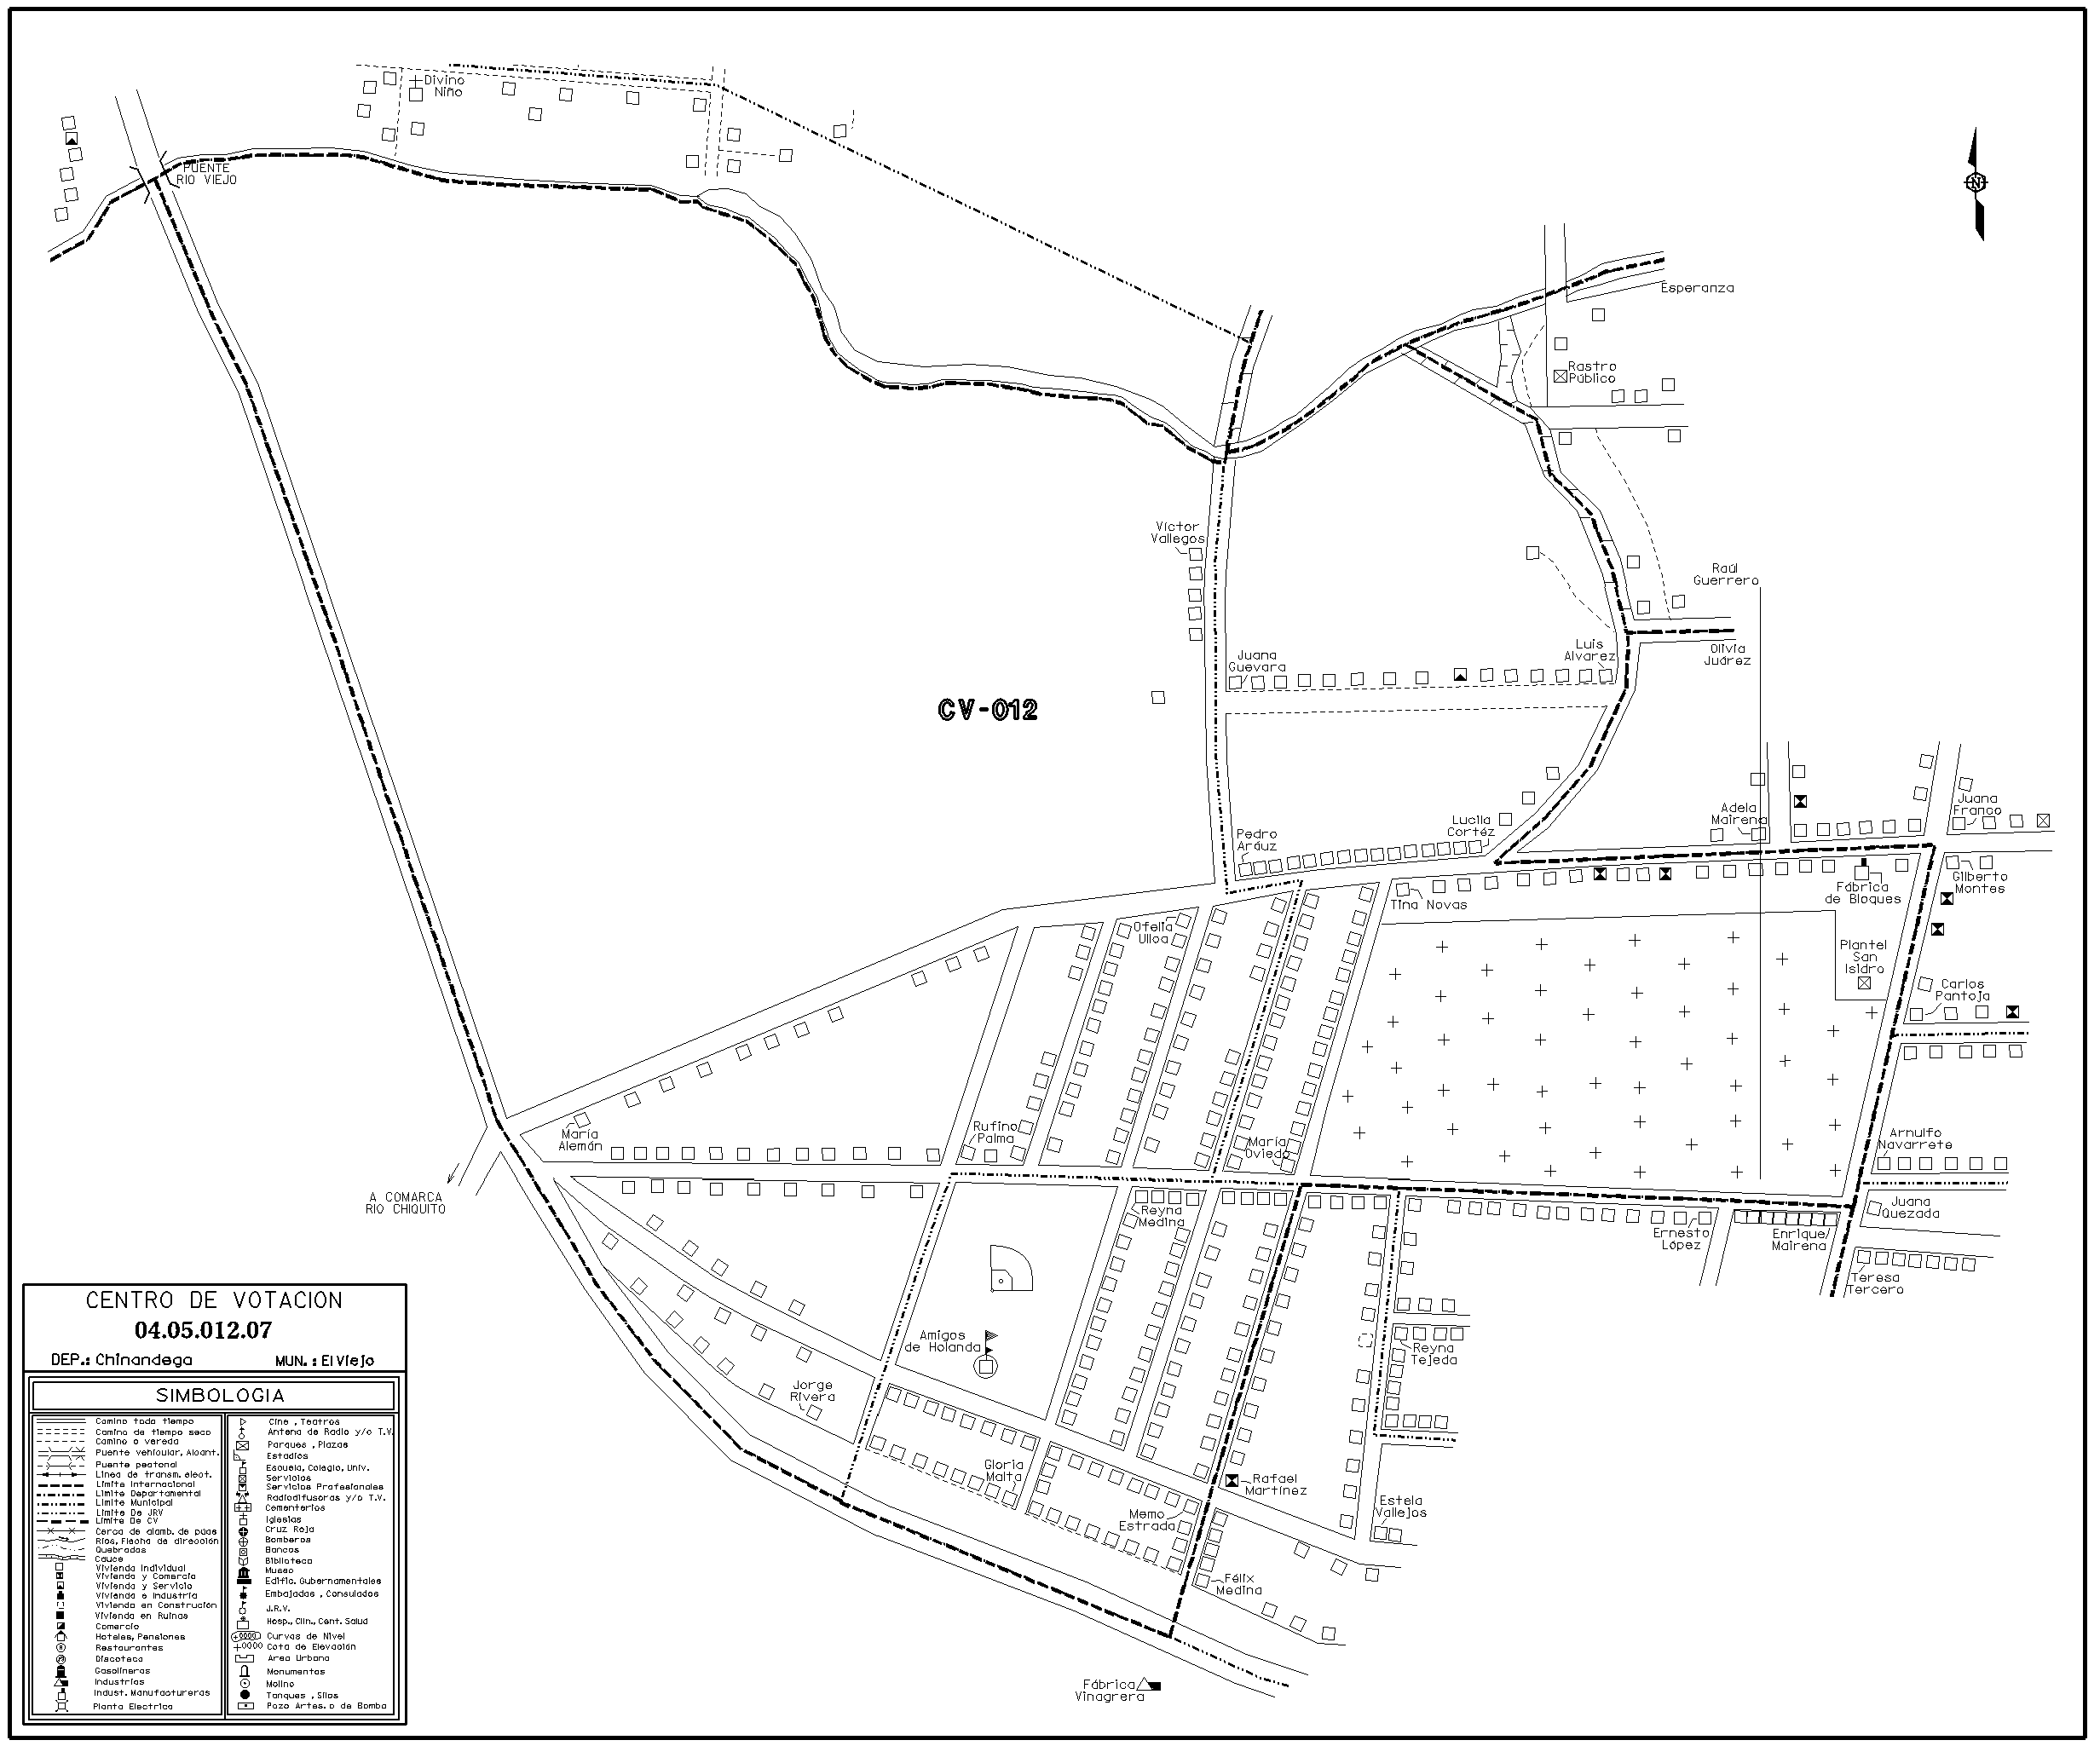 Divino
Niño
PUENTE
RIO VIEJO
N
Esperanza
Rastro
Público
Víctor
Vallegos
Raúl
Guerrero
Juana
Guevara
Luis
Alvarez
Olivia
Juárez
CV-012
Pedro
Aráuz
Lucila
Cortéz
Adela
Mairena
Juana
Franco
Tina Novas
Fábrica
de Bloques
Gilberto
Montes
Ofelia
Ulloa
Plantel
San
Isidro
Carlos
Pantoja
María
Alemán
Rufino
Palma
María
Oviedo
Arnulfo
Navarrete
A COMARCA
RIO CHIQUITO
Reyna
Medina
Ernesto
López
Enrique
Mairena
Juana
Quezada
Teresa
Tercero
Amigos
de Holanda
Reyna
Tejeda
Jorge
Rivera
Gloria
Malta
Rafael
Martínez
Memo
Estrada
Estela
Vallejos
Félix
Medina
Fábrica
Vinagrera
CENTRO DE VOTACION
04.05.012.07
DEP.: Chinandega MUN. : El Viejo
SIMBOLOGIA
Camino todo tiempo
Camino de tiempo seco
Camino o vereda
Puente vehicular, Alcant.
Puente peatonal
Linea de transm. elect.
Limite Internacional
Limite Departamental
Limite Municipal
Limite De JRV
Limite De CV
Cerca de alamb. de púas
Ríos, Flecha de dirección
Quebradas
Cauce
Vivienda Individual
Vivienda y Comercio
Vivienda y Servicio
Vivienda e Industria
Vivienda en Construcción
Vivienda en Ruinas
Comercio
Hoteles, Pensiones
Restaurantes
Discoteca
Gasolineras
Industrias
Indust. Manufactureras
Planta Electrica
Cine , Teatros
Antena de Radio y/o T.V.
Parques , Plazas
Estadios
Escuela, Colegio, Univ.
Servicios
Servicios Profesionales
Radiodifusoras y/o T.V.
Cementerios
Iglesias
Cruz Roja
Bomberos
Bancos
Biblioteca
Museo
Edific. Gubernamentales
Embajadas , Consulados
J.R.V.
Hosp., Clin., Cent. Salud
Curvas de Nivel
Cota de Elevación
Area Urbana
Monumentos
Molino
Tanques , Silos
Pozo Artes. o de Bomba